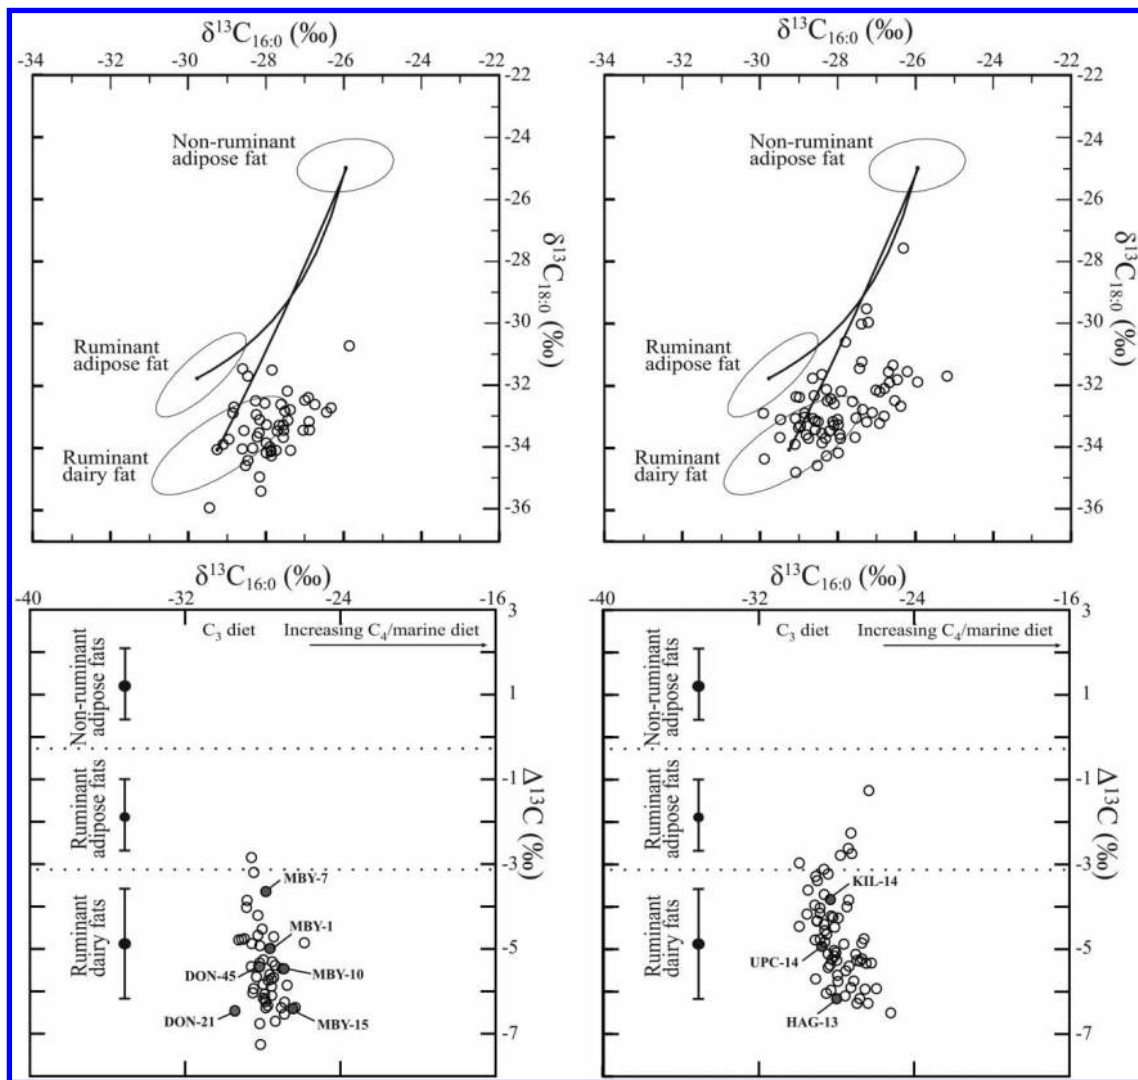 δ¹³C₁₆:₀ (‰)
-34 -32 -30 -28 -26 -24 -22
-22
-24
-26
-28
-30
-32
-34
-36
δ¹³C₁₈:₀ (‰)
Non-ruminant
adipose fat
Ruminant
adipose fat
Ruminant
dairy fat
δ¹³C₁₆:₀ (‰)
-34 -32 -30 -28 -26 -24 -22
-22
-24
-26
-28
-30
-32
-34
-36
δ¹³C₁₈:₀ (‰)
Non-ruminant
adipose fat
Ruminant
adipose fat
Ruminant
dairy fat
δ¹³C₁₆:₀ (‰)
-40 -32 -24 -16
3
1
-1
-3
-5
-7
Δ¹³C (‰)
C₃ diet Increasing C₄/marine diet
Non-ruminant
adipose fats
Ruminant
adipose fats
Ruminant
dairy fats
MBY-7
MBY-1
DON-45
MBY-10
DON-21
MBY-15
δ¹³C₁₆:₀ (‰)
-40 -32 -24 -16
3
1
-1
-3
-5
-7
Δ¹³C (‰)
C₃ diet Increasing C₄/marine diet
Non-ruminant
adipose fats
Ruminant
adipose fats
Ruminant
dairy fats
KIL-14
UPC-14
HAG-13